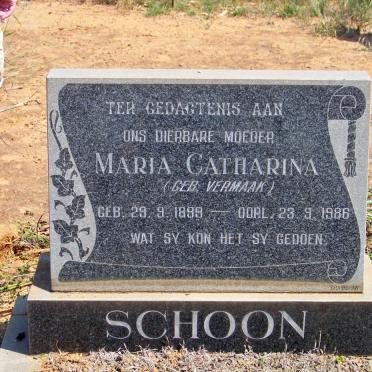 TER GEDAGTENIS AAN
ONS DIERBARE MOEDER
MARIA CATHARINA
(GEB. VERMAAK)
GEB. 29. 9. 1899 — OORL. 23. 9. 1986
WAT SY KON HET SY GEDOEN
SCHOON